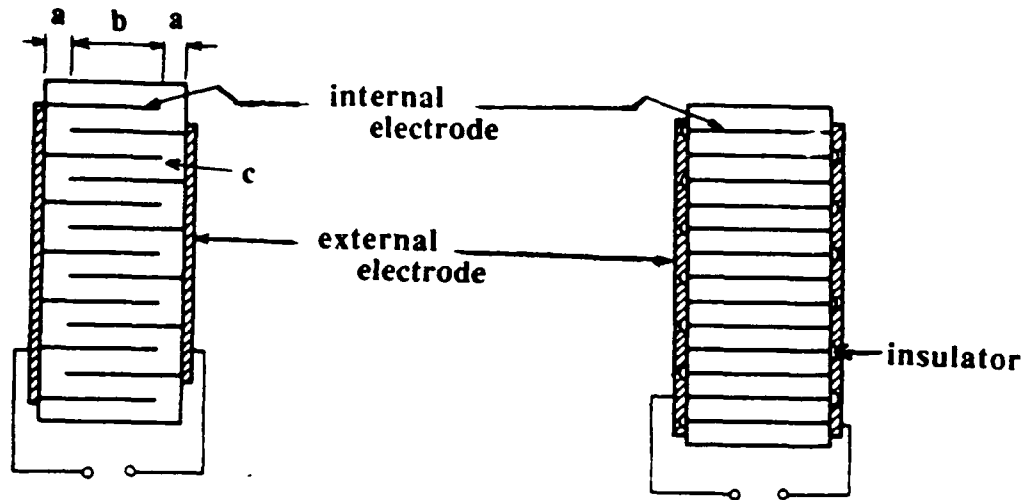 a b a
internal
electrode
c
external
electrode
insulator